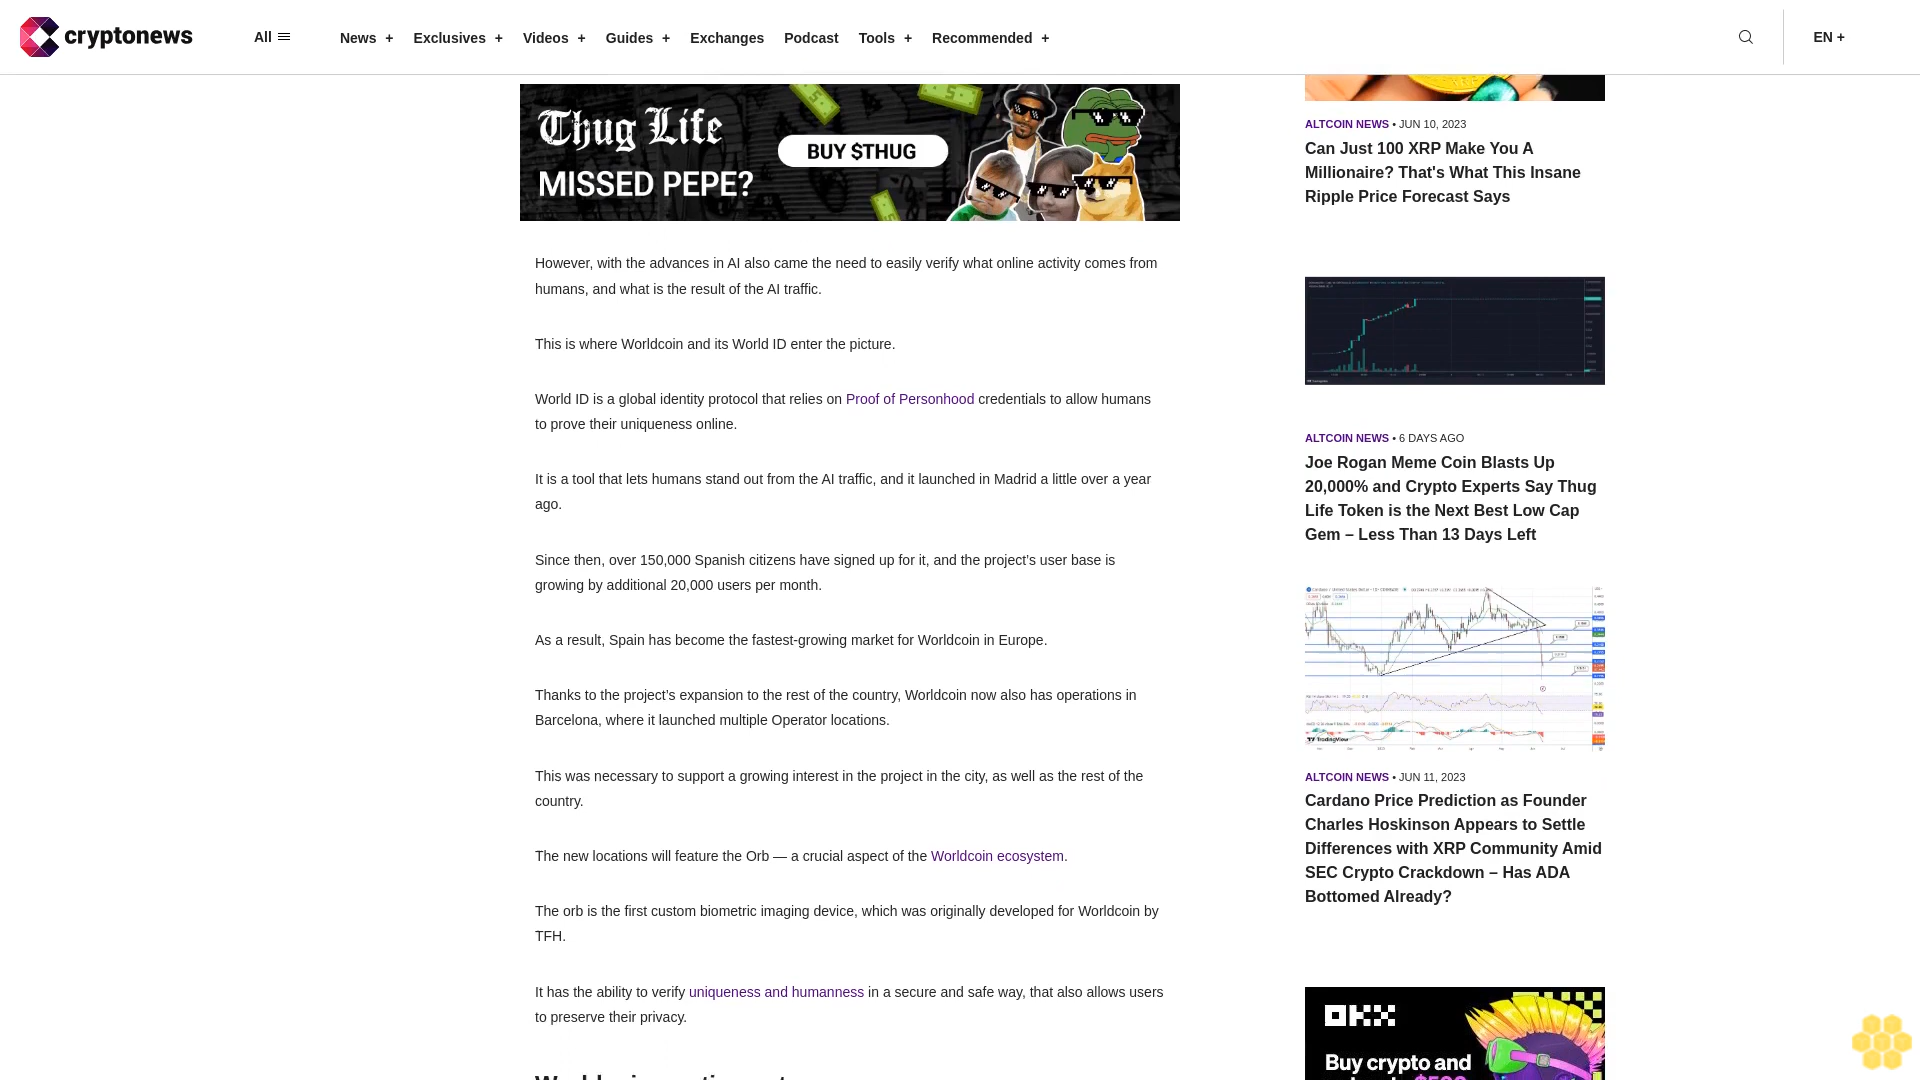 cryptonews
All
News +
Exclusives +
Videos +
Guides +
Exchanges
Podcast
Tools +
Recommended +
EN +
Thug Life
MISSED PEPE?
BUY $THUG
However, with the advances in AI also came the need to easily verify what online activity comes from
humans, and what is the result of the AI traffic.
This is where Worldcoin and its World ID enter the picture.
World ID is a global identity protocol that relies on Proof of Personhood credentials to allow humans
to prove their uniqueness online.
It is a tool that lets humans stand out from the AI traffic, and it launched in Madrid a little over a year
ago.
Since then, over 150,000 Spanish citizens have signed up for it, and the project’s user base is
growing by additional 20,000 users per month.
As a result, Spain has become the fastest-growing market for Worldcoin in Europe.
Thanks to the project’s expansion to the rest of the country, Worldcoin now also has operations in
Barcelona, where it launched multiple Operator locations.
This was necessary to support a growing interest in the project in the city, as well as the rest of the
country.
The new locations will feature the Orb — a crucial aspect of the Worldcoin ecosystem.
The orb is the first custom biometric imaging device, which was originally developed for Worldcoin by
TFH.
It has the ability to verify uniqueness and humanness in a secure and safe way, that also allows users
to preserve their privacy.
ALTCOIN NEWS • JUN 10, 2023
Can Just 100 XRP Make You A
Millionaire? That's What This Insane
Ripple Price Forecast Says
ALTCOIN NEWS • 6 DAYS AGO
Joe Rogan Meme Coin Blasts Up
20,000% and Crypto Experts Say Thug
Life Token is the Next Best Low Cap
Gem – Less Than 13 Days Left
TradingView
ALTCOIN NEWS • JUN 11, 2023
Cardano Price Prediction as Founder
Charles Hoskinson Appears to Settle
Differences with XRP Community Amid
SEC Crypto Crackdown – Has ADA
Bottomed Already?
OKX
Buy crypto and